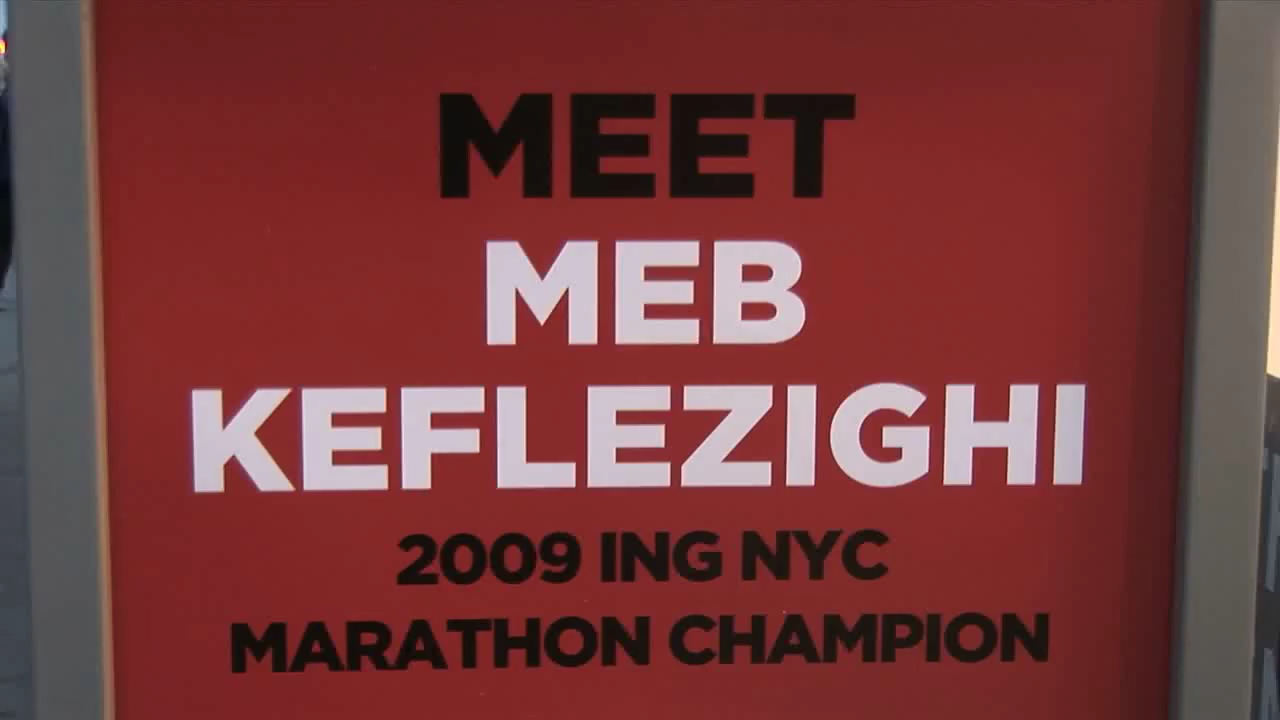 MEET
MEB
KEFLEZIGHI
2009 ING NYC
MARATHON CHAMPION